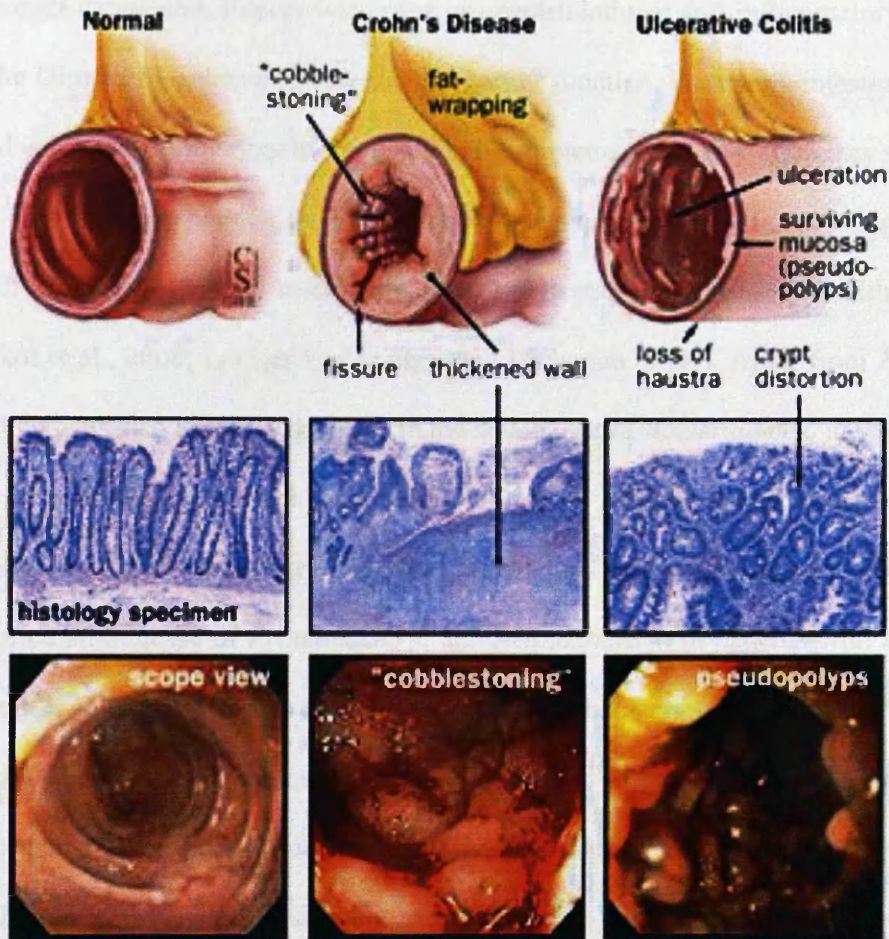 Normal
Crohn's Disease
Ulcerative Colitis
"cobble-
stoning"
fat-
wrapping
ulceration
surviving
mucosa
(pseudo-
polyps)
fissure
thickened wall
loss of
haustra
crypt
distortion
histology specimen
scope view
"cobblestoning"
pseudopolyps